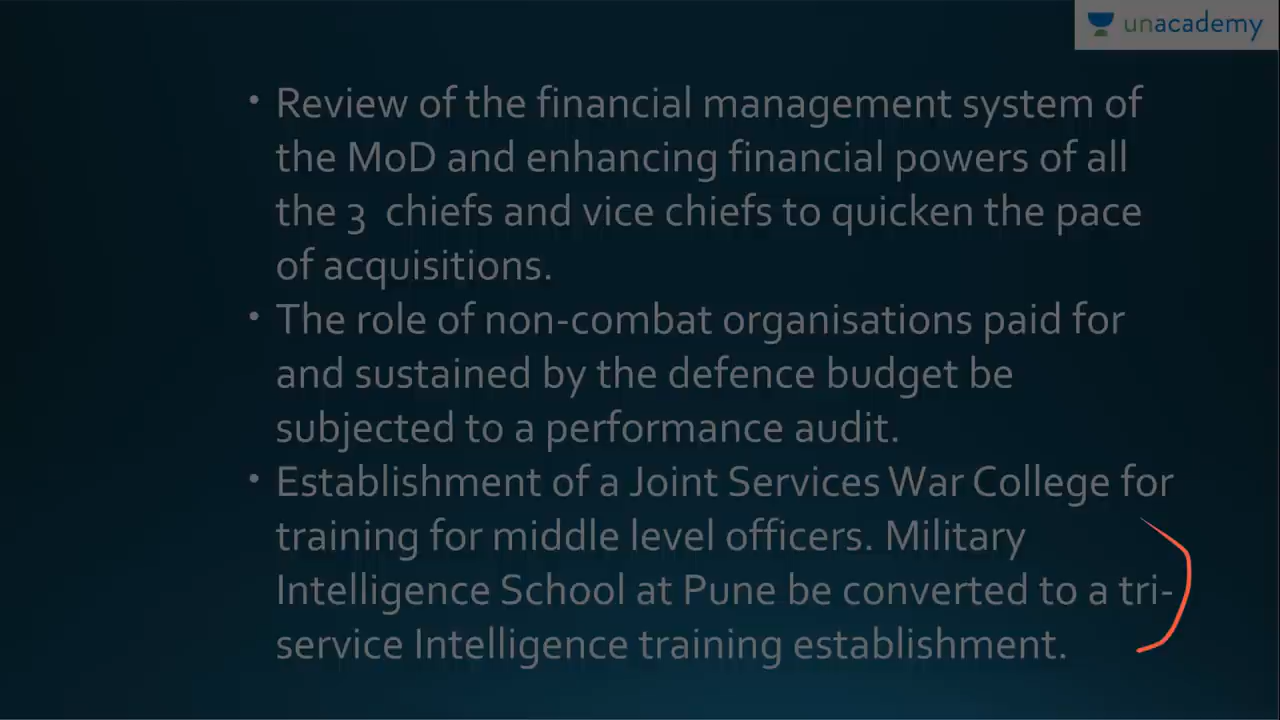 unacademy
• Review of the financial management system of
the MoD and enhancing financial powers of all
the 3 chiefs and vice chiefs to quicken the pace
of acquisitions.
• The role of non-combat organisations paid for
and sustained by the defence budget be
subjected to a performance audit.
• Establishment of a Joint Services War College for
training for middle level officers. Military
Intelligence School at Pune be converted to a tri-
service Intelligence training establishment.